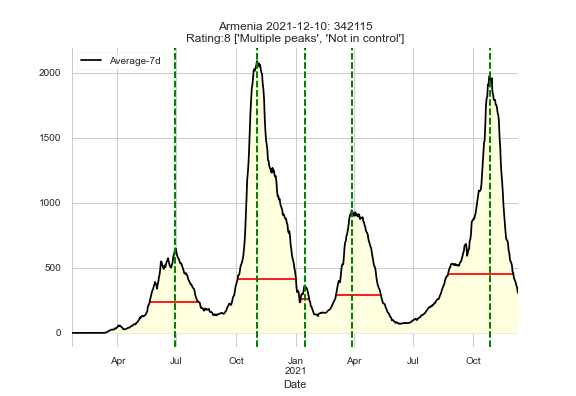 Armenia 2021-12-10: 342115
Rating:8 ['Multiple peaks', 'Not in control']
Average-7d
2000
1500
1000
500
0
Apr Jul Oct Jan Apr Jul Oct
2021
Date